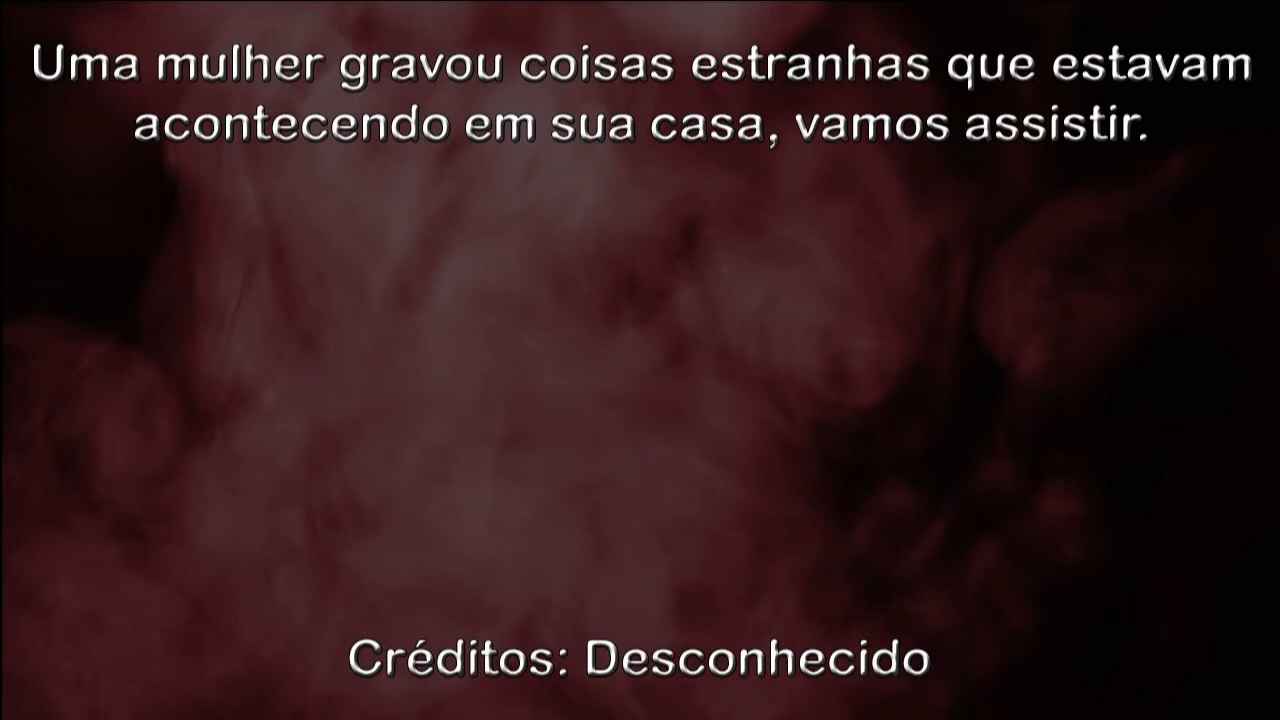 Uma mulher gravou coisas estranhas que estavam
acontecendo em sua casa, vamos assistir.
Créditos: Desconhecido